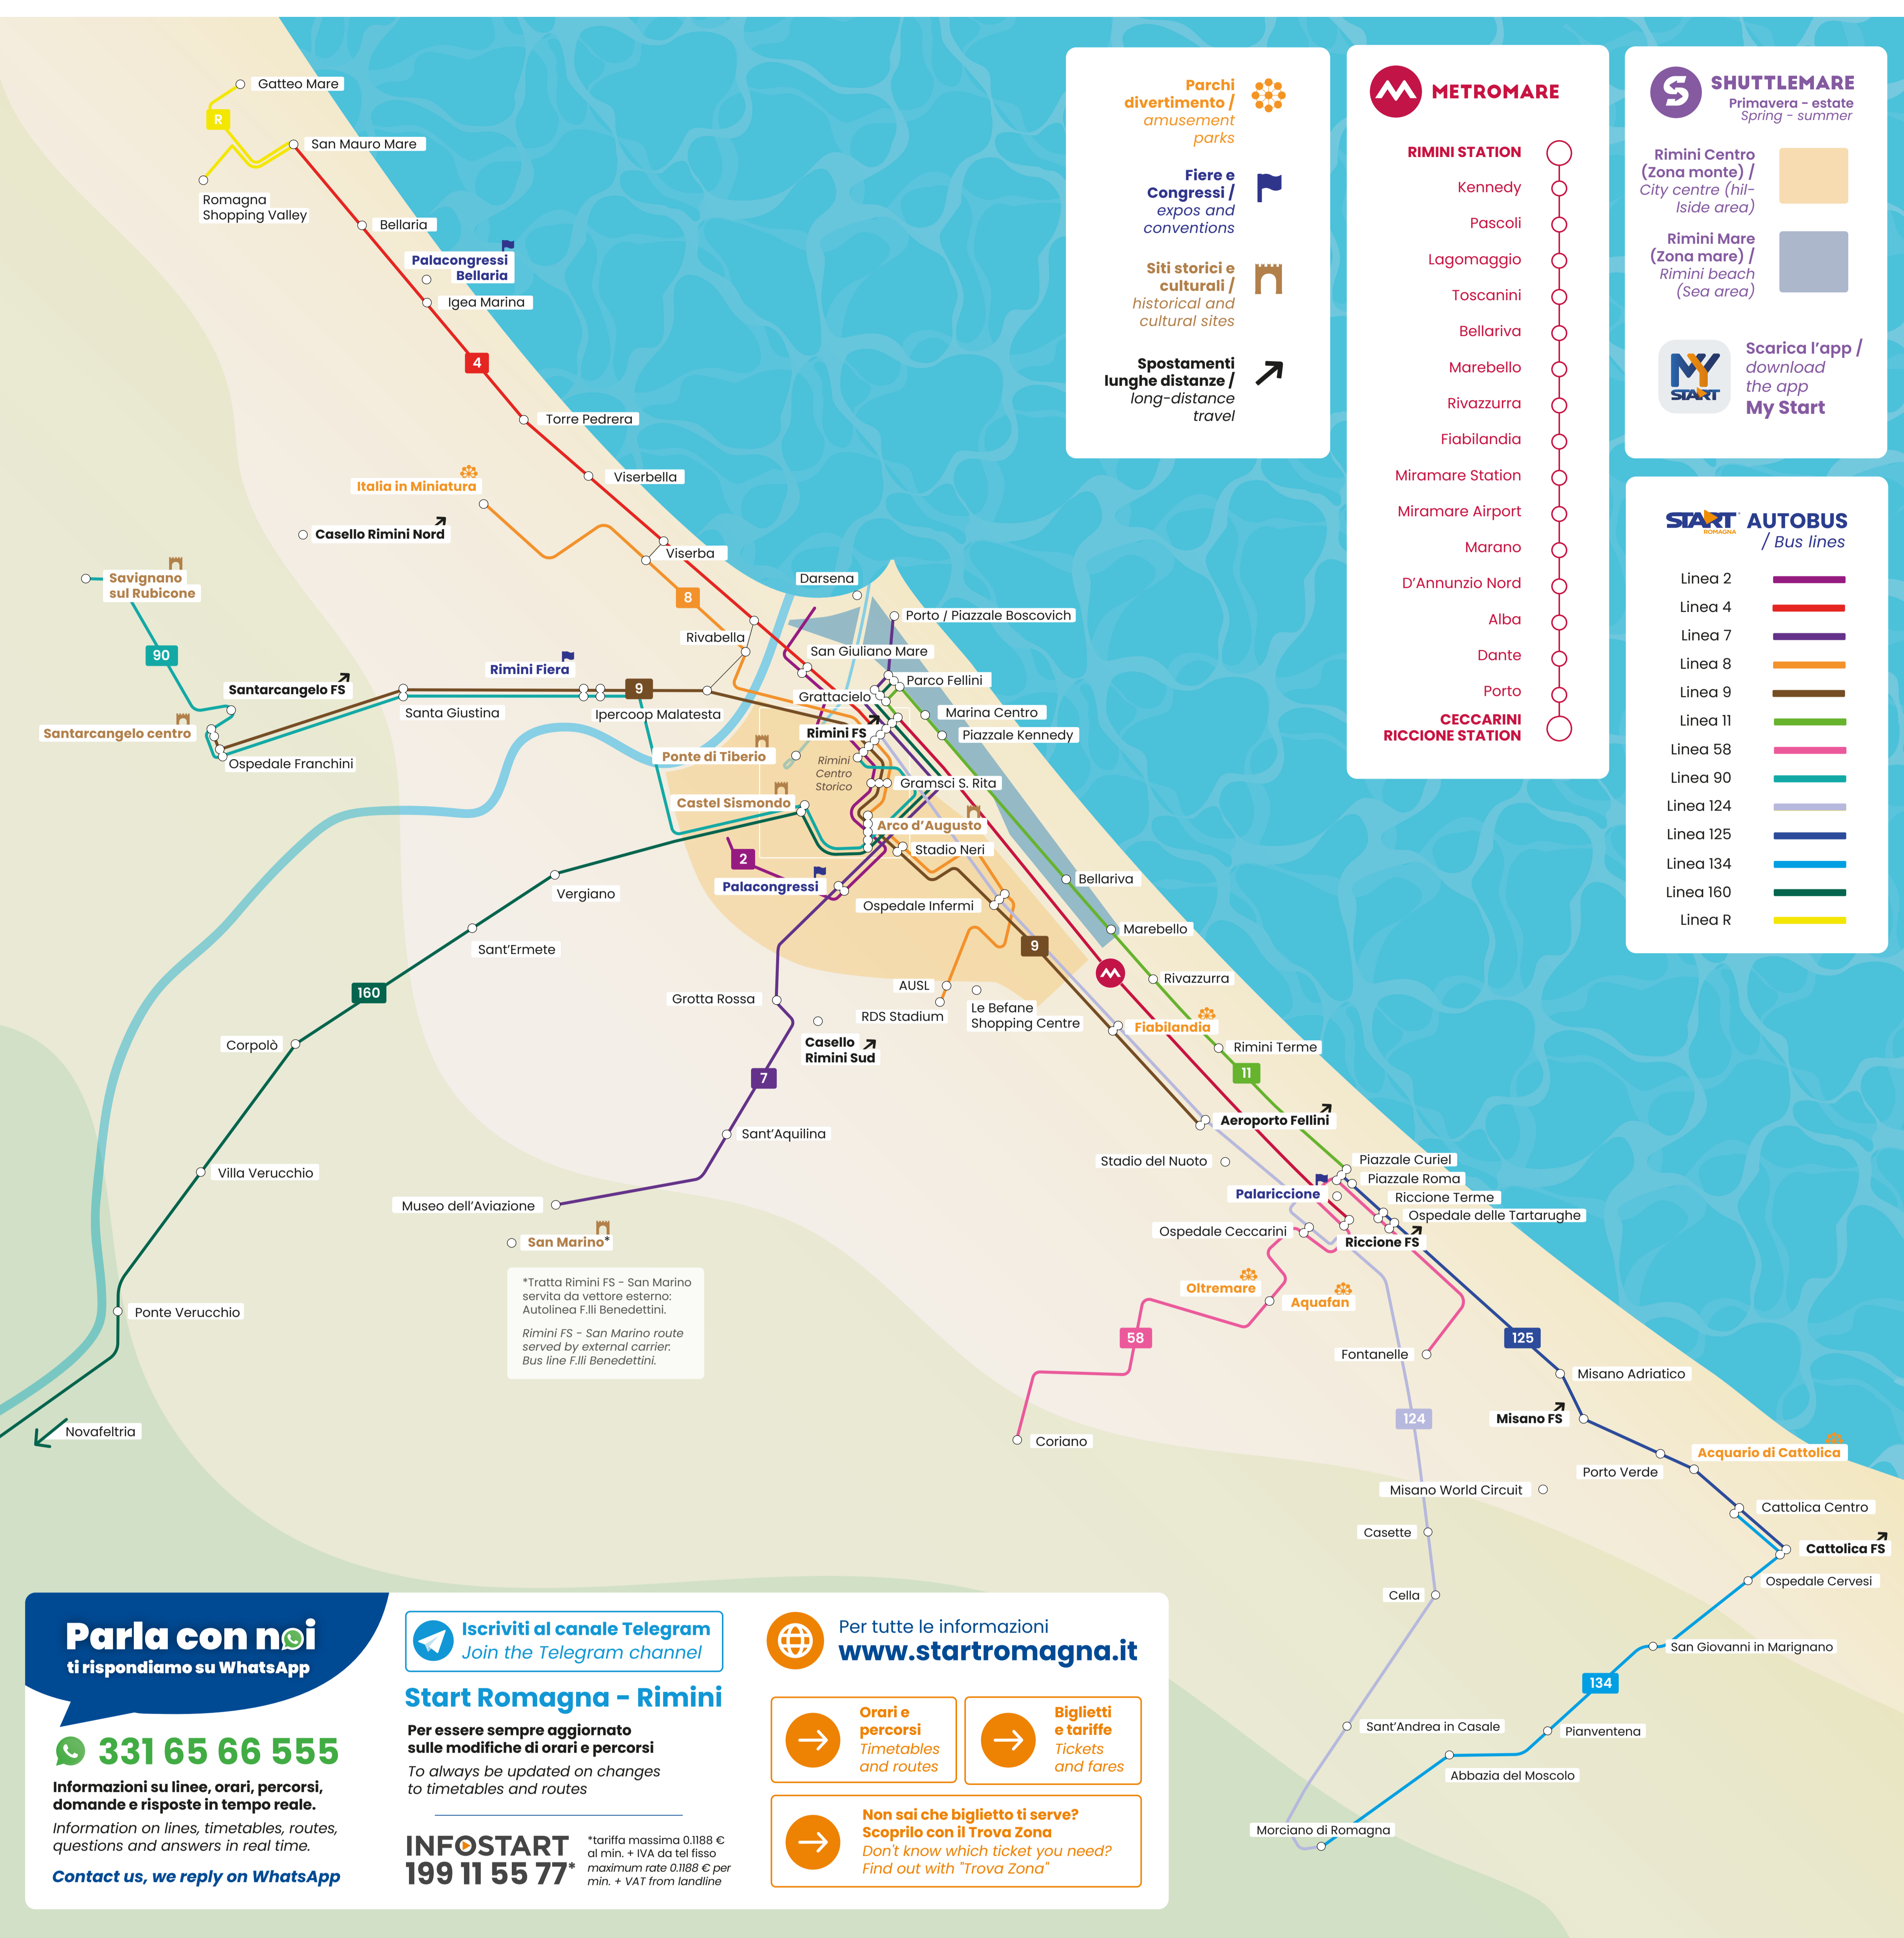 Gatteo Mare
R
San Mauro Mare
Romagna
Shopping Valley
Bellaria
Palacongressi
Bellaria
Igea Marina
4
Torre Pedrera
Viserbella
Italia in Miniatura
Casello Rimini Nord
Viserba
8
Savignano
sul Rubicone
90
Rivabella
Darsena
Porto / Piazzale Boscovich
San Giuliano Mare
Rimini Fiera
9
Santarcangelo FS
Santa Giustina
Ipercoop Malatesta
Santarcangelo centro
Ospedale Franchini
Grattacielo
Parco Fellini
Marina Centro
Rimini FS
Piazzale Kennedy
Ponte di Tiberio
Rimini
Centro
Storico
Gramsci S. Rita
Castel Sismondo
Arco d'Augusto
Stadio Neri
2
Palacongressi
Ospedale Infermi
Bellariva
Marebello
9
Vergiano
Sant'Ermete
160
Corpolò
Villa Verucchio
Ponte Verucchio
Novafeltria
Grotta Rossa
AUSL
RDS Stadium
Le Befane
Shopping Centre
Casello
Rimini Sud
7
Sant'Aquilina
Museo dell'Aviazione
San Marino*
*Tratta Rimini FS - San Marino
servita da vettore esterno:
Autolinea F.lli Benedettini.
Rimini FS - San Marino route
served by external carrier:
Bus line F.lli Benedettini.
Rivazzurra
Fiabilandia
Rimini Terme
11
Aeroporto Fellini
Stadio del Nuoto
Piazzale Curiel
Piazzale Roma
Palariccione
Riccione Terme
Ospedale delle Tartarughe
Ospedale Ceccarini
Riccione FS
Oltremare
Aquafan
58
Fontanelle
Coriano
125
Misano Adriatico
Misano FS
124
Acquario di Cattolica
Porto Verde
Misano World Circuit
Cattolica Centro
Casette
Cattolica FS
Ospedale Cervesi
Cella
San Giovanni in Marignano
134
Sant'Andrea in Casale
Pianventena
Abbazia del Moscolo
Morciano di Romagna
Parchi
divertimento /
amusement
parks
Fiere e
Congressi /
expos and
conventions
Siti storici e
culturali /
historical and
cultural sites
Spostamenti
lunghe distanze /
long-distance
travel
METROMARE
RIMINI STATION
Kennedy
Pascoli
Lagomaggio
Toscanini
Bellariva
Marebello
Rivazzurra
Fiabilandia
Miramare Station
Miramare Airport
Marano
D'Annunzio Nord
Alba
Dante
Porto
CECCARINI
RICCIONE STATION
SHUTTLEMARE
Primavera - estate
Spring - summer
Rimini Centro
(Zona monte) /
City centre (hil-
lside area)
Rimini Mare
(Zona mare) /
Rimini beach
(Sea area)
MY
START
Scarica l'app /
download
the app
My Start
START
ROMAGNA
AUTOBUS
/ Bus lines
Linea 2
Linea 4
Linea 7
Linea 8
Linea 9
Linea 11
Linea 58
Linea 90
Linea 124
Linea 125
Linea 134
Linea 160
Linea R
Parla con noi
ti rispondiamo su WhatsApp
331 65 66 555
Informazioni su linee, orari, percorsi,
domande e risposte in tempo reale.
Information on lines, timetables, routes,
questions and answers in real time.
Contact us, we reply on WhatsApp
Iscriviti al canale Telegram
Join the Telegram channel
Start Romagna - Rimini
Per essere sempre aggiornato
sulle modifiche di orari e percorsi
To always be updated on changes
to timetables and routes
INFOSTART
199 11 55 77*
*tariffa massima 0.1188 €
al min. + IVA da tel fisso
maximum rate 0.1188 € per
min. + VAT from landline
Per tutte le informazioni
www.startromagna.it
Orari e
percorsi
Timetables
and routes
Biglietti
e tariffe
Tickets
and fares
Non sai che biglietto ti serve?
Scoprilo con il Trova Zona
Don't know which ticket you need?
Find out with "Trova Zona"